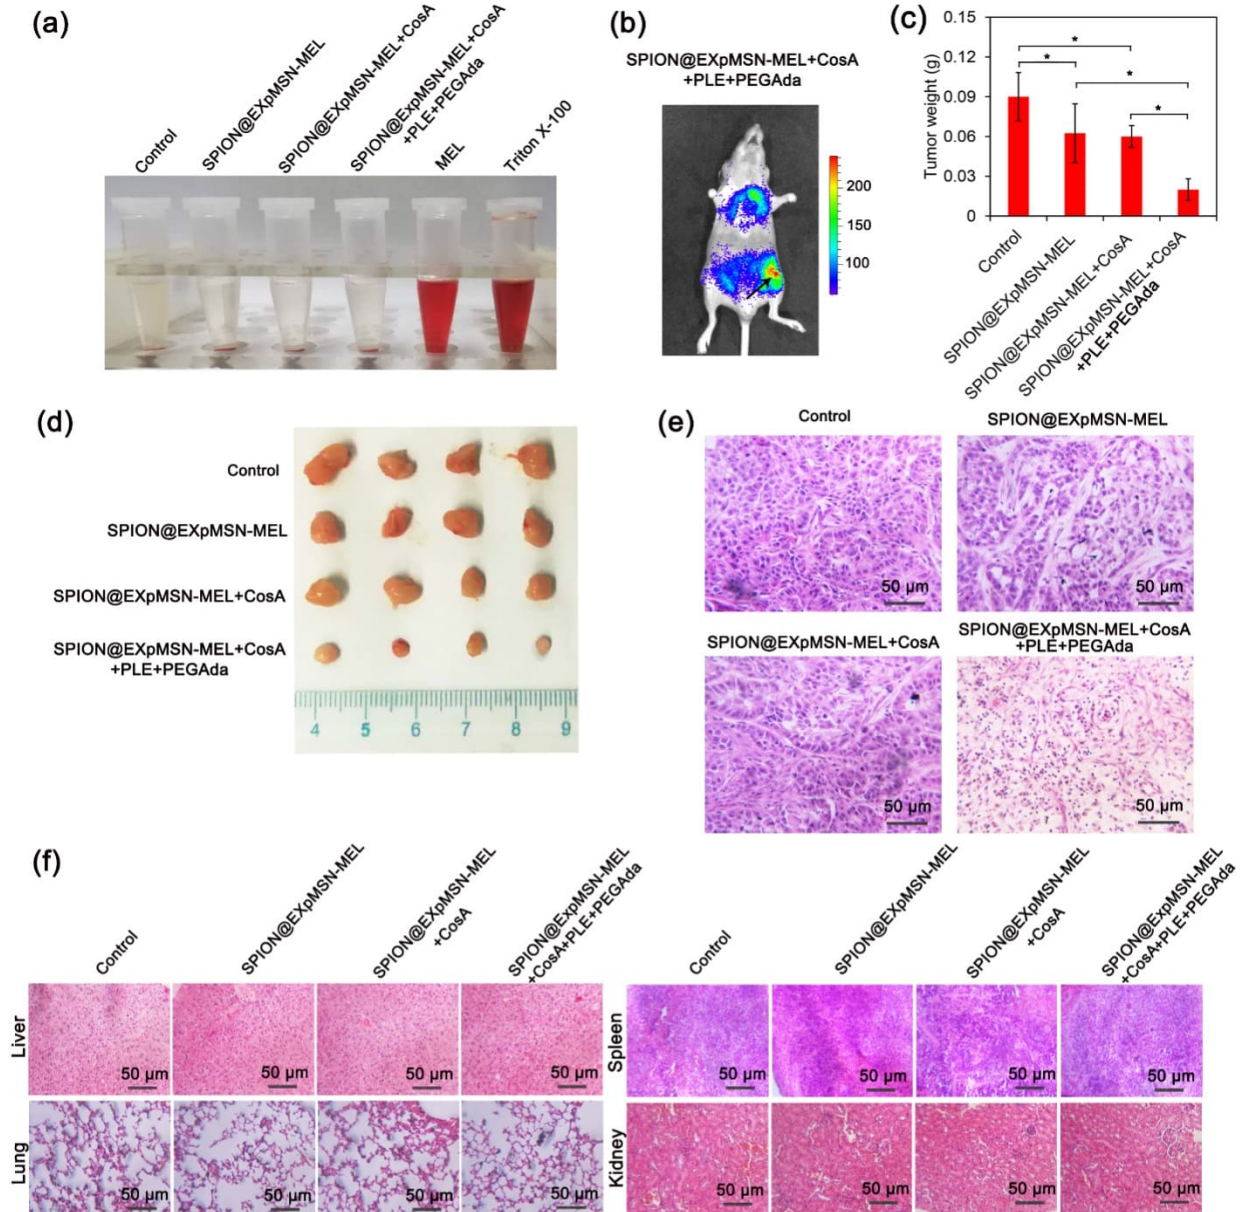 (a)
Control
SPION@EXpMSN-MEL
SPION@EXpMSN-MEL+CosA
SPION@EXpMSN-MEL+CosA
+PLE+PEGAda
MEL
Triton X-100
(b)
SPION@EXpMSN-MEL+CosA
+PLE+PEGAda
200
150
100
(c)
Tumor weight (g)
0.15
0.12
0.09
0.06
0.03
0
*
*
*
*
Control
SPION@EXpMSN-MEL
SPION@EXpMSN-MEL+CosA
SPION@EXpMSN-MEL+CosA
+PLE+PEGAda
(d)
Control
SPION@EXpMSN-MEL
SPION@EXpMSN-MEL+CosA
SPION@EXpMSN-MEL+CosA
+PLE+PEGAda
4 5 6 7 8 9
(e)
Control
SPION@EXpMSN-MEL
50 µm
50 µm
SPION@EXpMSN-MEL+CosA
SPION@EXpMSN-MEL+CosA
+PLE+PEGAda
50 µm
50 µm
(f)
Control
SPION@EXpMSN-MEL
SPION@EXpMSN-MEL
+CosA
SPION@EXpMSN-MEL
+CosA+PLE+PEGAda
Liver
50 µm
50 µm
50 µm
50 µm
Lung
50 µm
50 µm
50 µm
50 µm
Control
SPION@EXpMSN-MEL
SPION@EXpMSN-MEL
+CosA
SPION@EXpMSN-MEL
+CosA+PLE+PEGAda
Spleen
50 µm
50 µm
50 µm
50 µm
Kidney
50 µm
50 µm
50 µm
50 µm